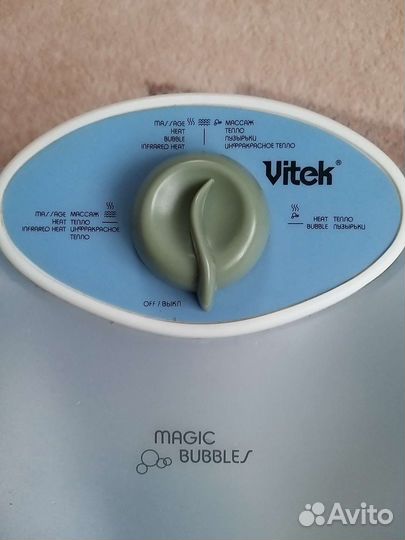 MASSAGE МАССАЖ
HEAT ТЕПЛО
BUBBLE ПУЗЫРЬКИ
INFRARED HEAT ИНФРАКРАСНОЕ ТЕПЛО
Vitek®
MASSAGE МАССАЖ
HEAT ТЕПЛО
INFRARED HEAT ИНФРАКРАСНОЕ
ТЕПЛО
HEAT ТЕПЛО
BUBBLE ПУЗЫРЬКИ
OFF/ВЫКЛ
MAGIC
BUBBLES
Avito